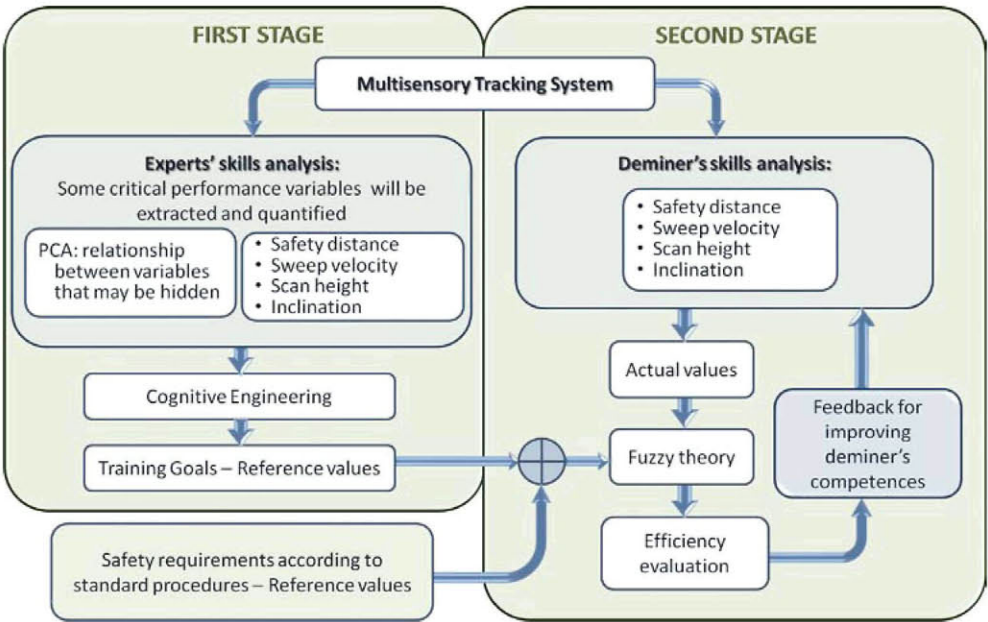 FIRST STAGE
SECOND STAGE
Multisensory Tracking System
Experts' skills analysis:
Some critical performance variables will be
extracted and quantified
PCA: relationship
between variables
that may be hidden
• Safety distance
• Sweep velocity
• Scan height
• Inclination
Cognitive Engineering
Training Goals – Reference values
Safety requirements according to
standard procedures – Reference values
Deminer's skills analysis:
• Safety distance
• Sweep velocity
• Scan height
• Inclination
Actual values
Fuzzy theory
Efficiency
evaluation
Feedback for
improving
deminer's
competences